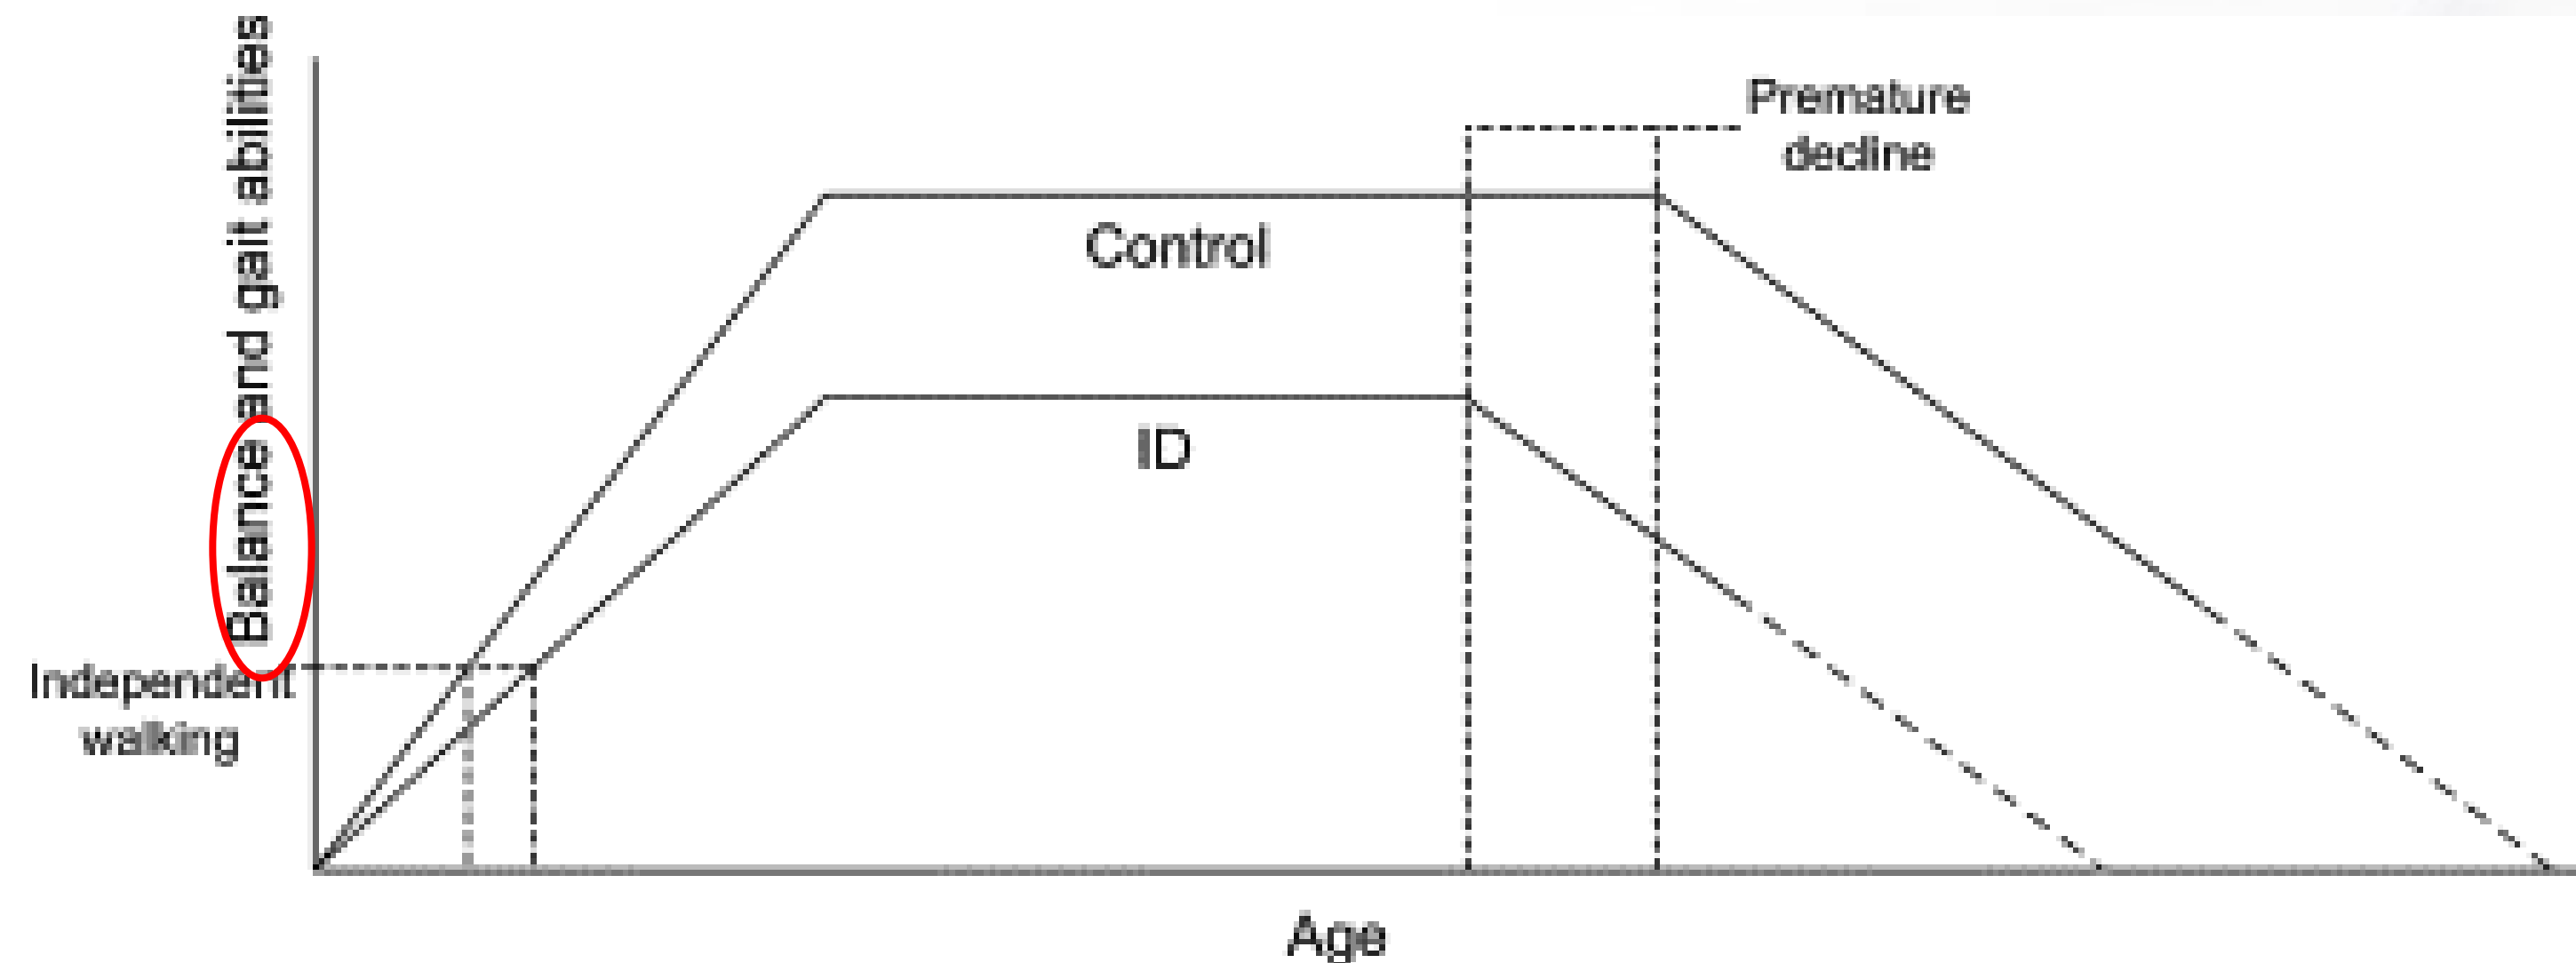 Balance and gait abilities
Premature
decline
Control
ID
Independent
walking
Age